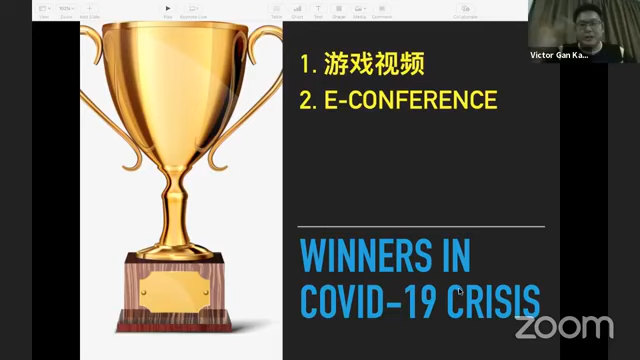 Victor Gan Ka...
1. 游戏视频
2. E-CONFERENCE
WINNERS IN
COVID-19 CRISIS
zoom